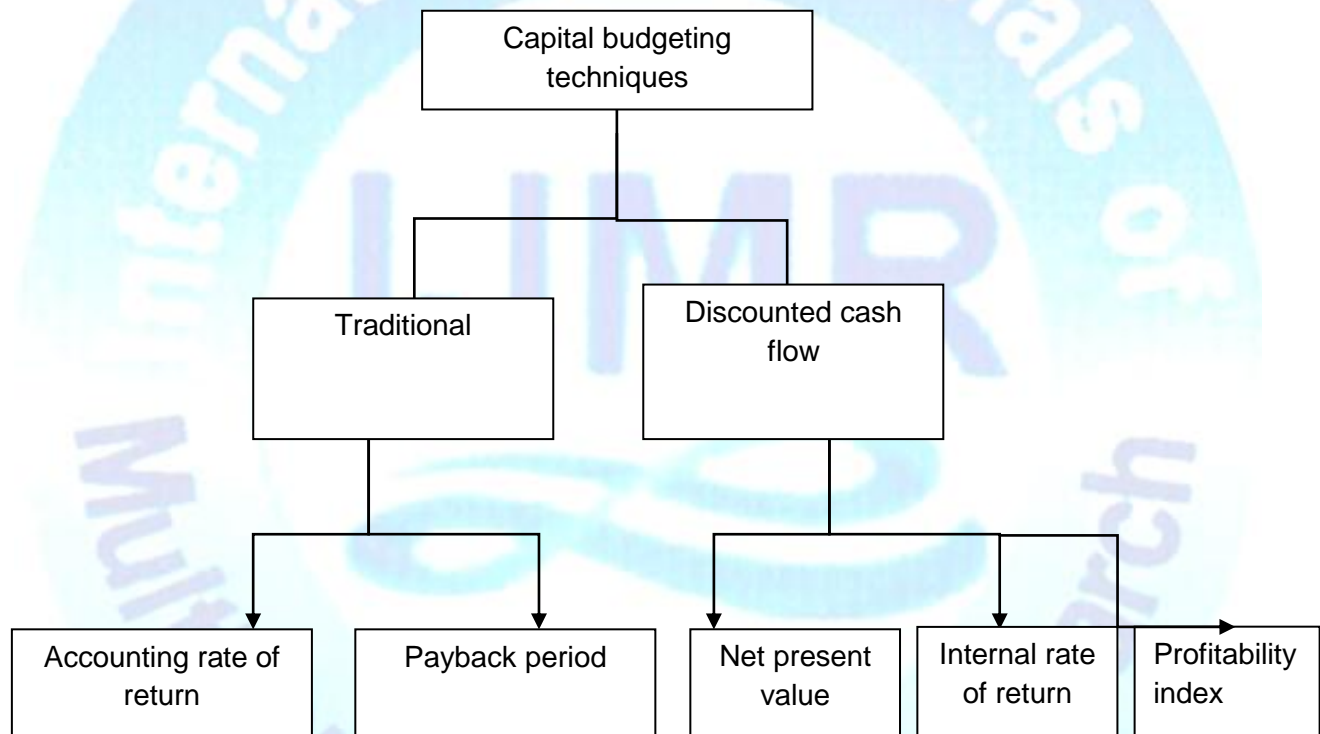 Capital budgeting
techniques
Traditional
Discounted cash
flow
Accounting rate of
return
Payback period
Net present
value
Internal rate
of return
Profitability
index
IJMR